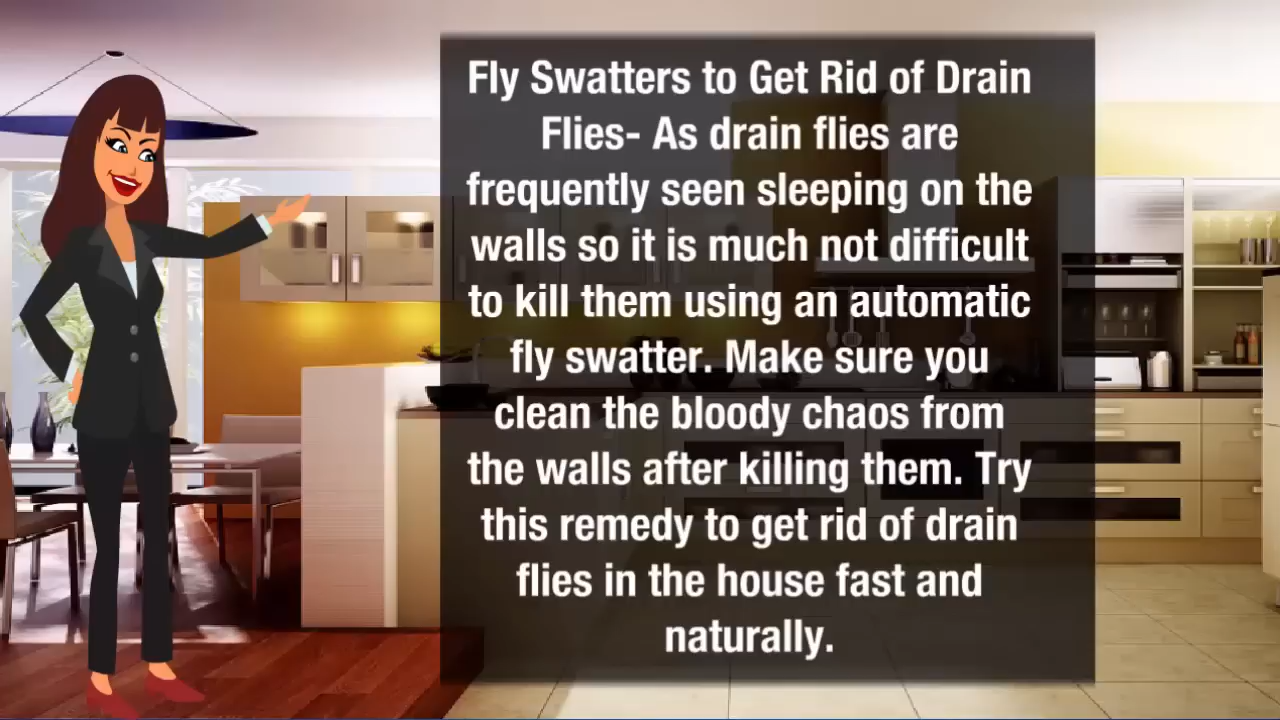 Fly Swatters to Get Rid of Drain
Flies- As drain flies are
frequently seen sleeping on the
walls so it is much not difficult
to kill them using an automatic
fly swatter. Make sure you
clean the bloody chaos from
the walls after killing them. Try
this remedy to get rid of drain
flies in the house fast and
naturally.